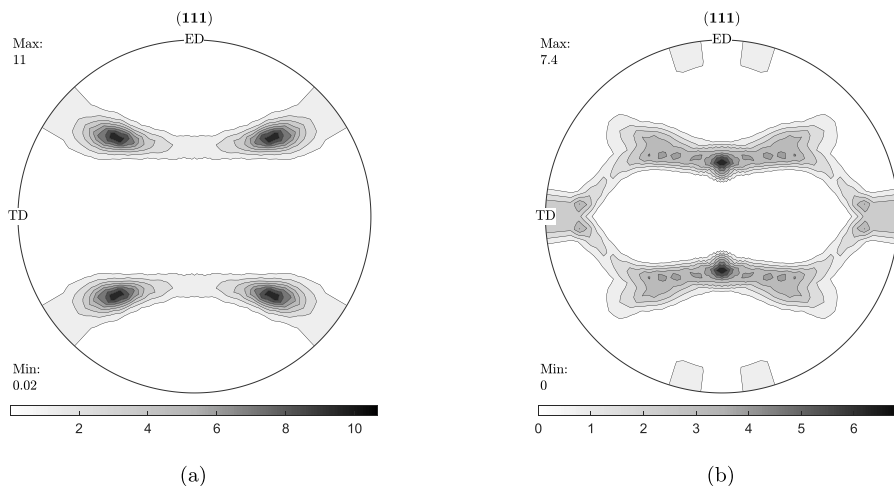 (111)
ED
Max:
11
TD
Min:
0.02
2 4 6 8 10
(a)
(111)
ED
Max:
7.4
TD
Min:
0
0 1 2 3 4 5 6
(b)